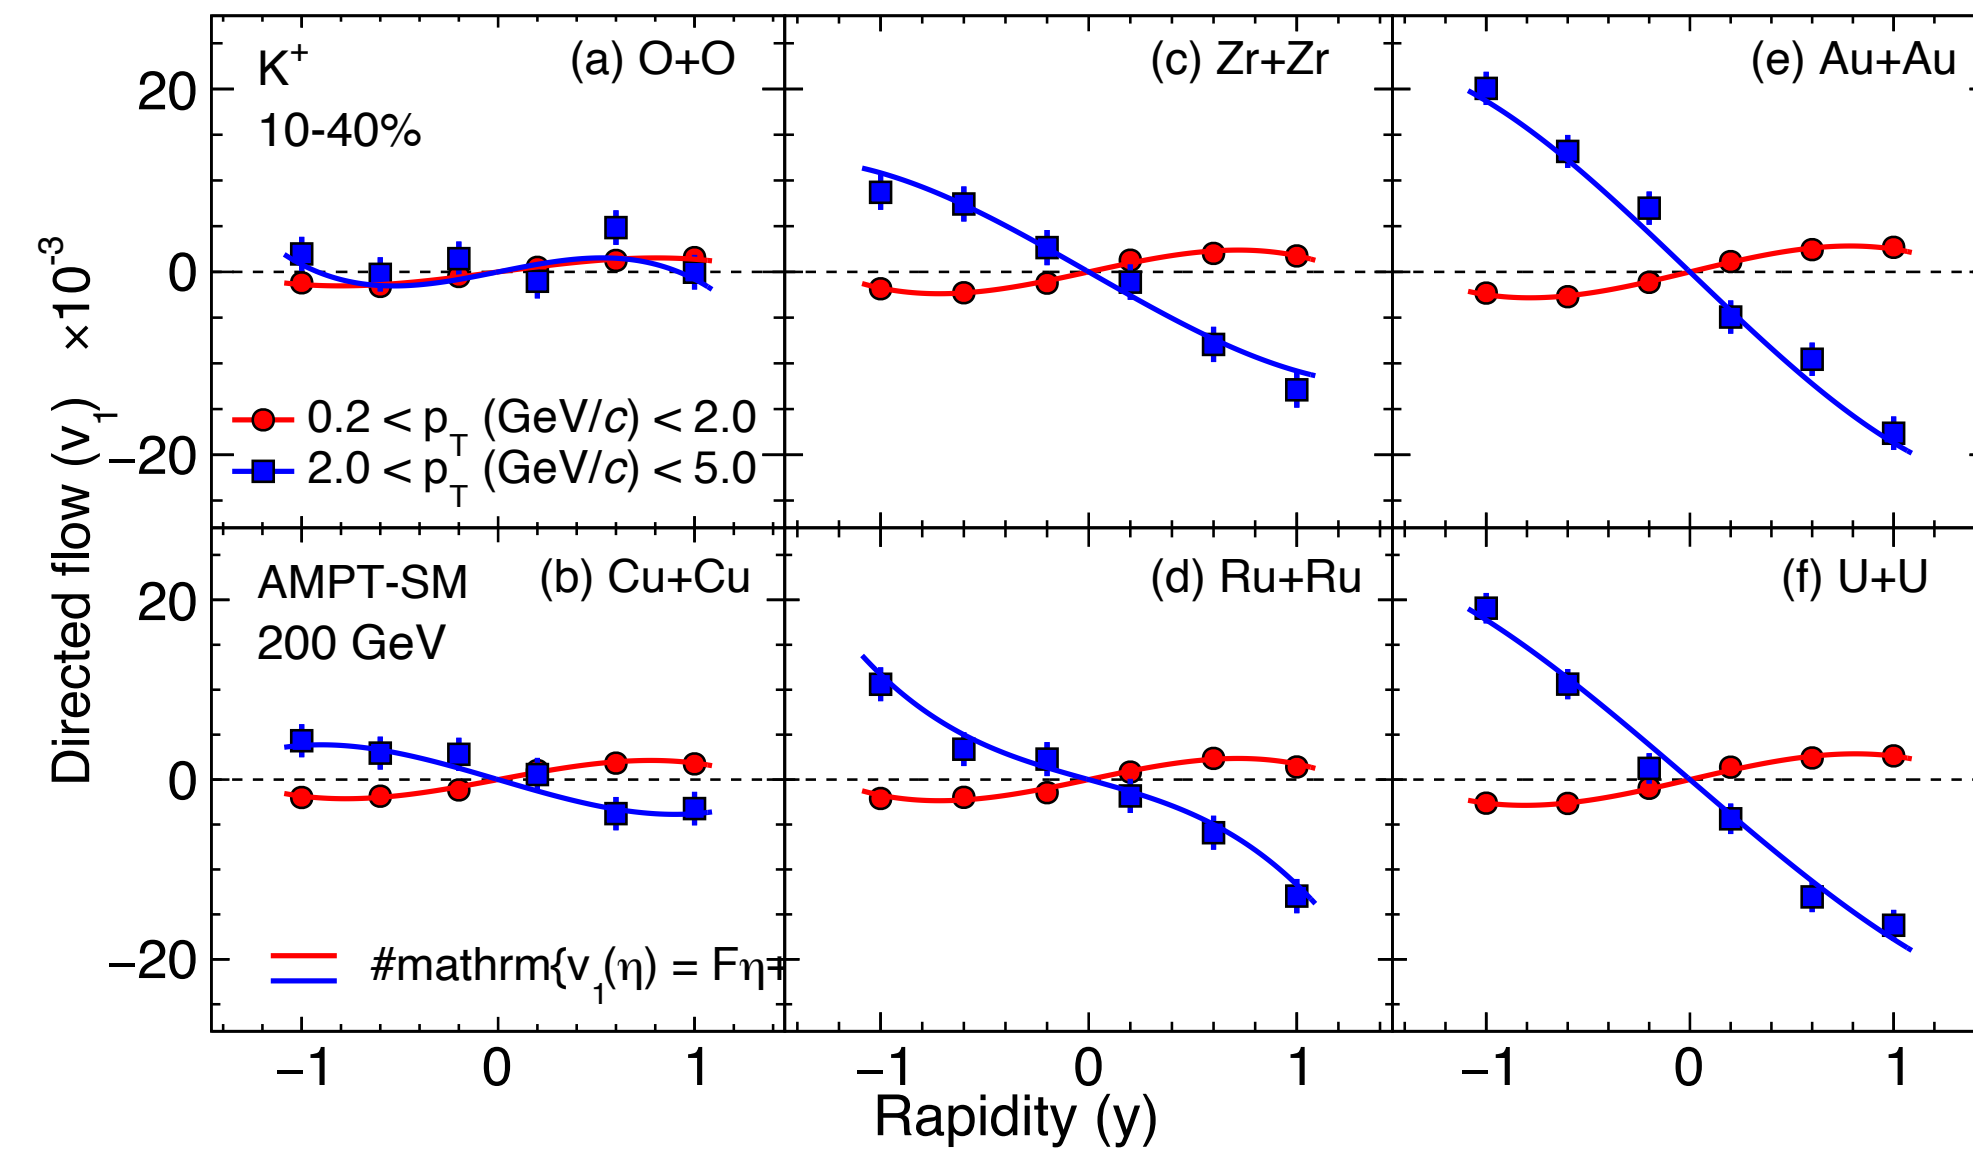 K+
10-40%
(a) O+O
(c) Zr+Zr
(e) Au+Au
20
0
−20
0.2 < pT (GeV/c) < 2.0
2.0 < pT (GeV/c) < 5.0
Directed flow (v1) ×10-3
AMPT-SM
200 GeV
(b) Cu+Cu
(d) Ru+Ru
(f) U+U
20
0
−20
#mathrm{v1(η) = Fη+
−1 0 1 −1 0 1 −1 0 1
Rapidity (y)